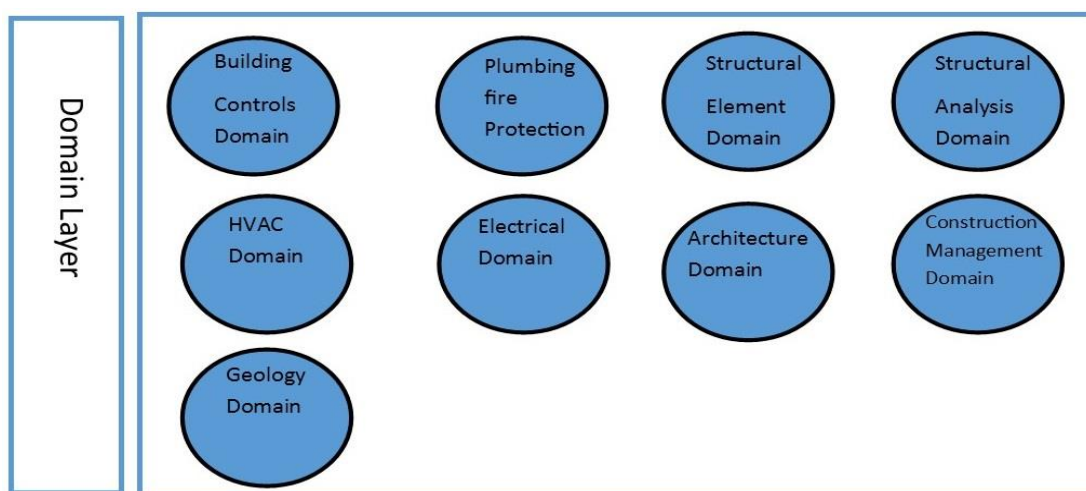 Domain Layer
Building
Controls
Domain
Plumbing
fire
Protection
Structural
Element
Domain
Structural
Analysis
Domain
HVAC
Domain
Electrical
Domain
Architecture
Domain
Construction
Management
Domain
Geology
Domain